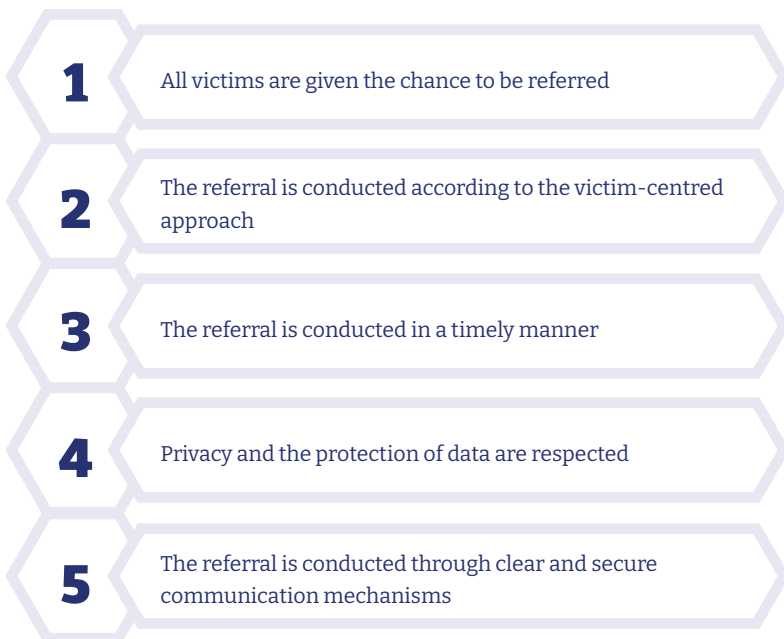 1
All victims are given the chance to be referred
2
The referral is conducted according to the victim-centred
approach
3
The referral is conducted in a timely manner
4
Privacy and the protection of data are respected
5
The referral is conducted through clear and secure
communication mechanisms